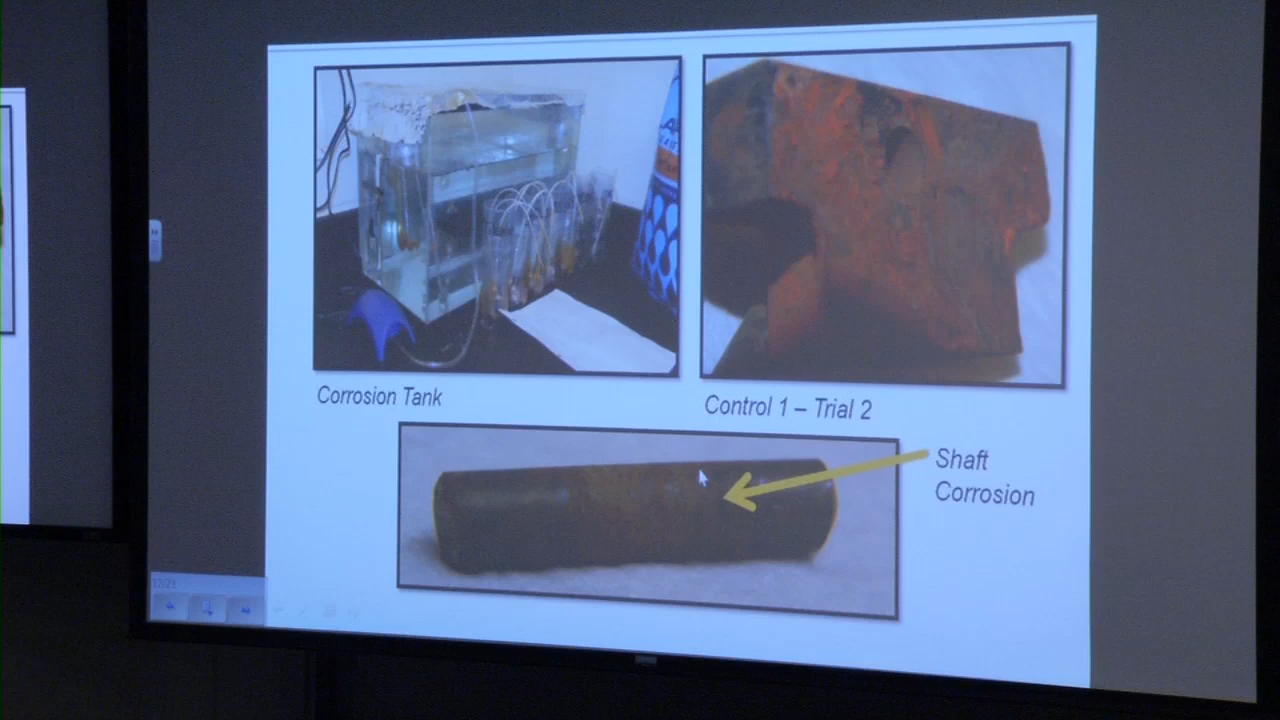 Corrosion Tank
Control 1 – Trial 2
Shaft
Corrosion